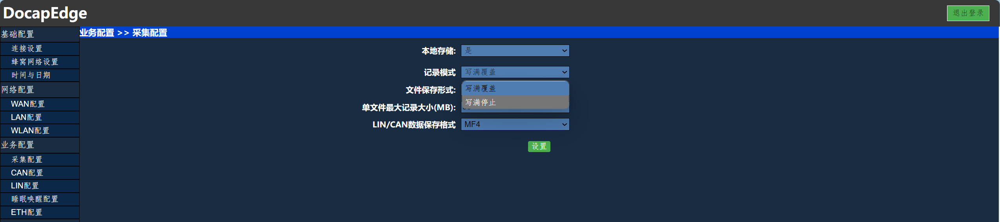 DocapEdge
退出登录
基础配置
连接设置
蜂窝网络设置
时间与日期
网络配置
WAN配置
LAN配置
WLAN配置
业务配置
采集配置
CAN配置
LIN配置
睡眠唤醒配置
ETH配置
业务配置 >> 采集配置
本地存储: 是
记录模式 写满覆盖
写满覆盖
写满停止
文件保存形式:
单文件最大记录大小(MB):
LIN/CAN数据保存格式 MF4
设置